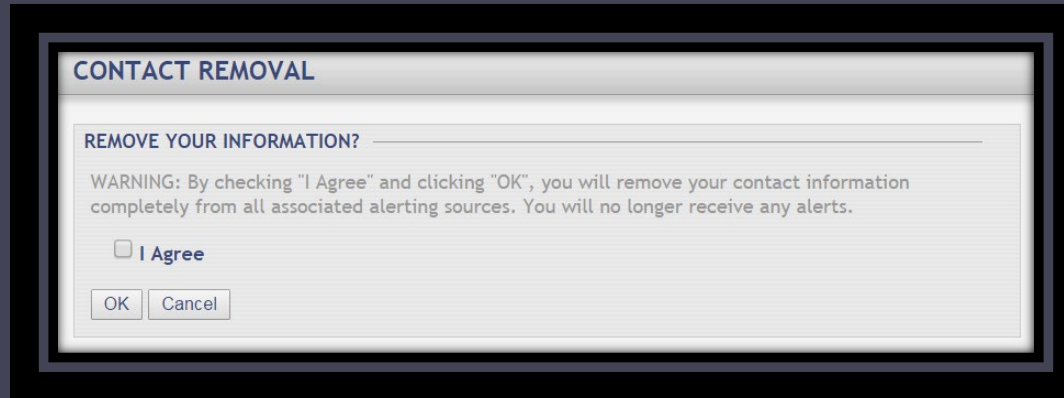 CONTACT REMOVAL
REMOVE YOUR INFORMATION?
WARNING: By checking "I Agree" and clicking "OK", you will remove your contact information
completely from all associated alerting sources. You will no longer receive any alerts.
I Agree
OK Cancel